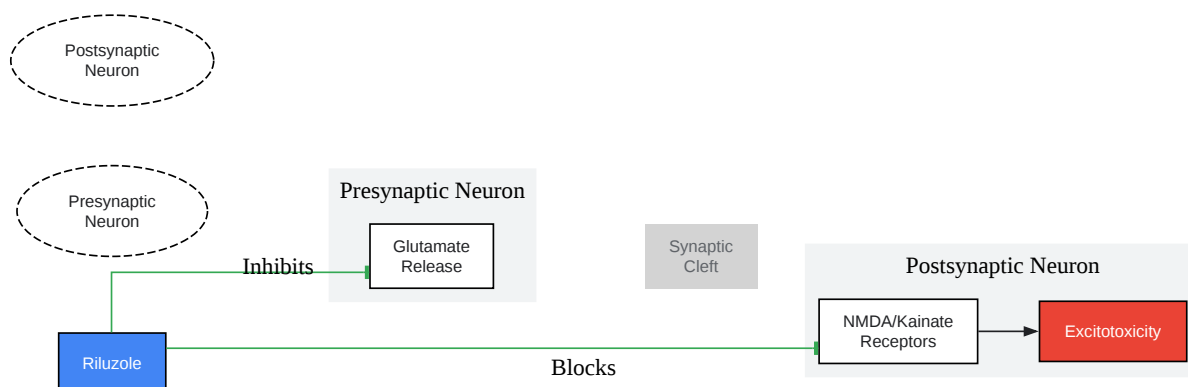 Postsynaptic
Neuron
Presynaptic
Neuron
Presynaptic Neuron
Glutamate
Release
Inhibits
Synaptic
Cleft
Postsynaptic Neuron
NMDA/Kainate
Receptors
Excitotoxicity
Riluzole
Blocks